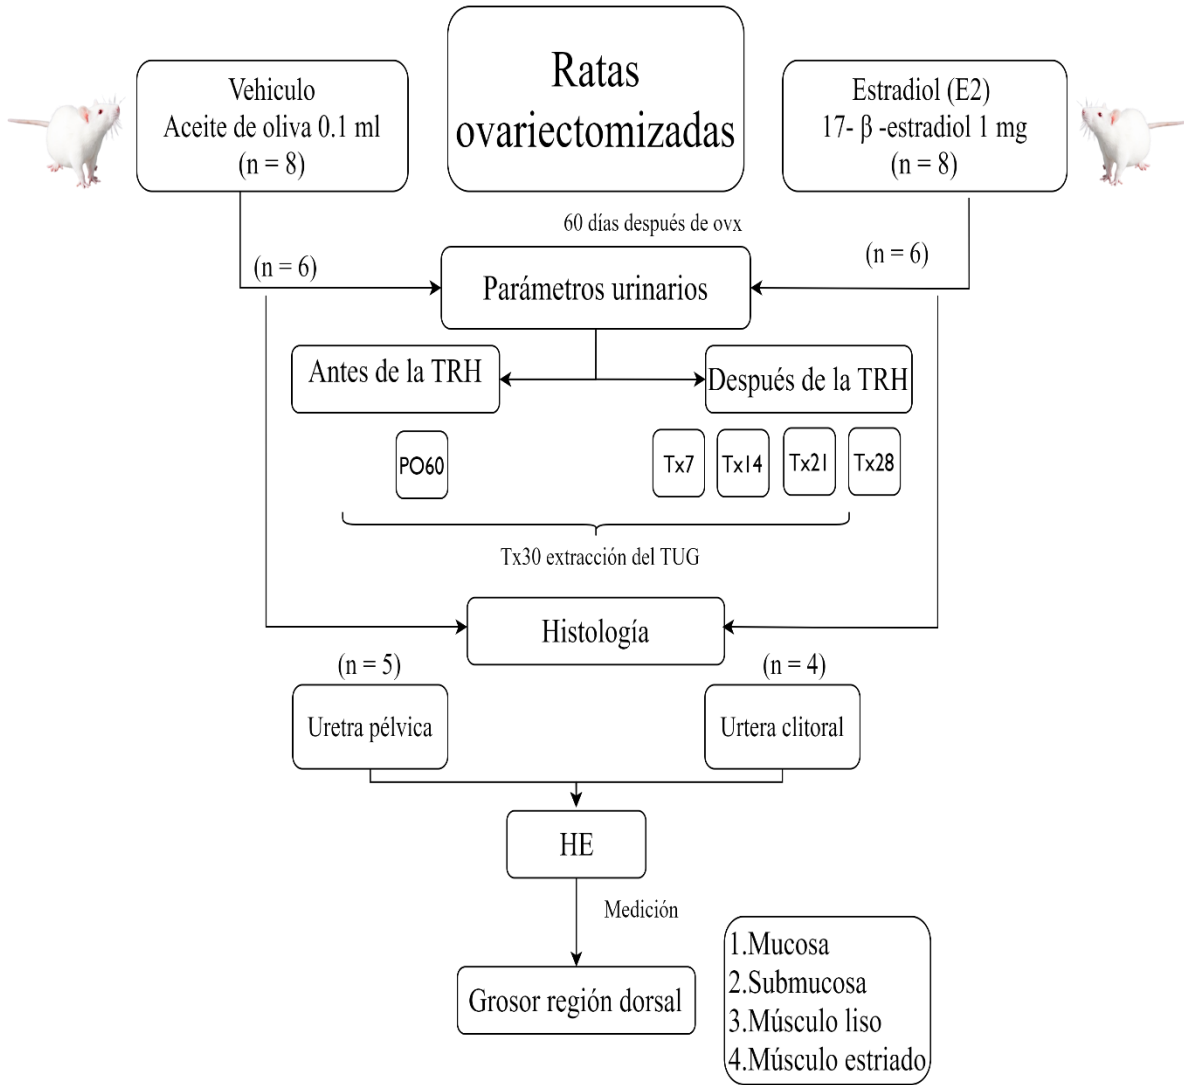 Vehiculo
Aceite de oliva 0.1 ml
(n = 8)
Ratas
ovariectomizadas
Estradiol (E2)
17- β -estradiol 1 mg
(n = 8)
60 días después de ovx
(n = 6)
(n = 6)
Parámetros urinarios
Antes de la TRH
Después de la TRH
PO60
Tx7
Tx14
Tx21
Tx28
Tx30 extracción del TUG
Histología
(n = 5)
(n = 4)
Uretra pélvica
Urtera clitoral
HE
Medición
Grosor región dorsal
1.Mucosa
2.Submucosa
3.Músculo liso
4.Músculo estriado